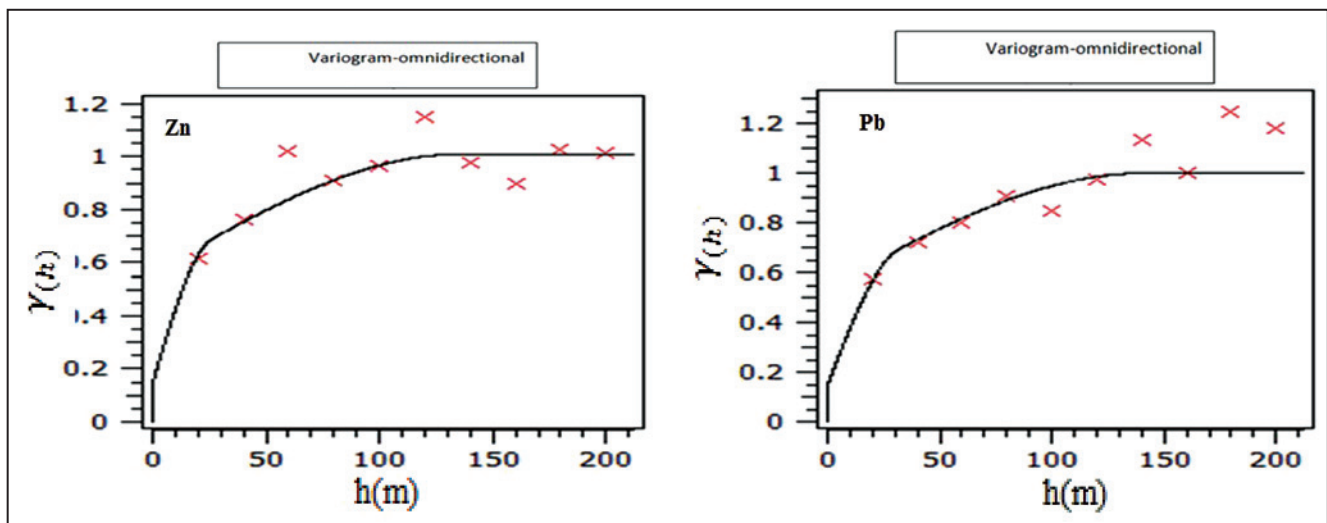 Variogram-omnidirectional
Zn
1.2
1
0.8
).6
).4
0.2
0
γ(h)
0 50 100 150 200
h(m)
Variogram-omnidirectional
Pb
1.2
1
0.8
0.6
0.4
0.2
0
γ(h)
0 50 100 150 200
h(m)